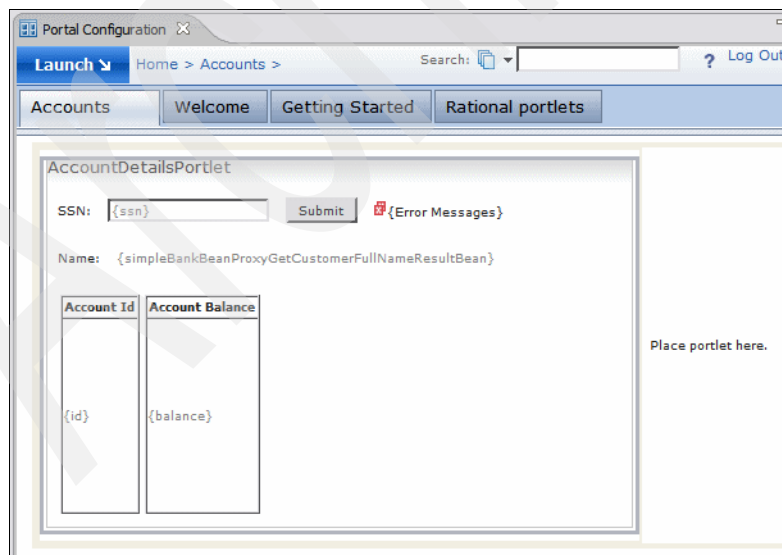 Portal Configuration
Launch Home > Accounts > Search: ? Log Out
Accounts Welcome Getting Started Rational portlets
AccountDetailsPortlet
SSN: {ssn} Submit {Error Messages}
Name: {simpleBankBeanProxyGetCustomerFullNameResultBean}
Account Id Account Balance
Place portlet here.
{id} {balance}